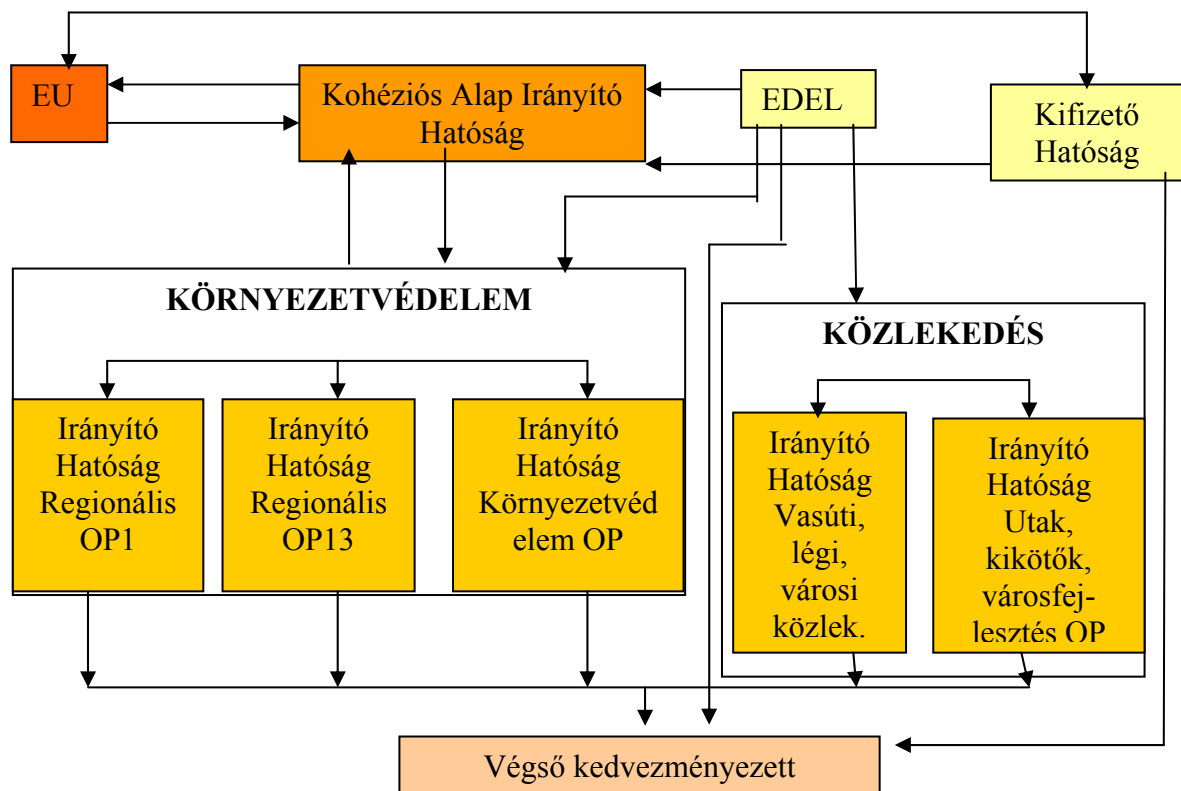 EU
Kohéziós Alap Irányító
Hatóság
EDEL
Kifizető
Hatóság
KÖRNYEZETVÉDELEM
Irányító
Hatóság
Regionális
OP1
Irányító
Hatóság
Regionális
OP13
Irányító
Hatóság
Környezetvéd
elem OP
KÖZLEKEDÉS
Irányító
Hatóság
Vasúti,
légi,
városi
közlek.
Irányító
Hatóság
Utak,
kikötők,
városfej-
lesztés OP
Végső kedvezményezett